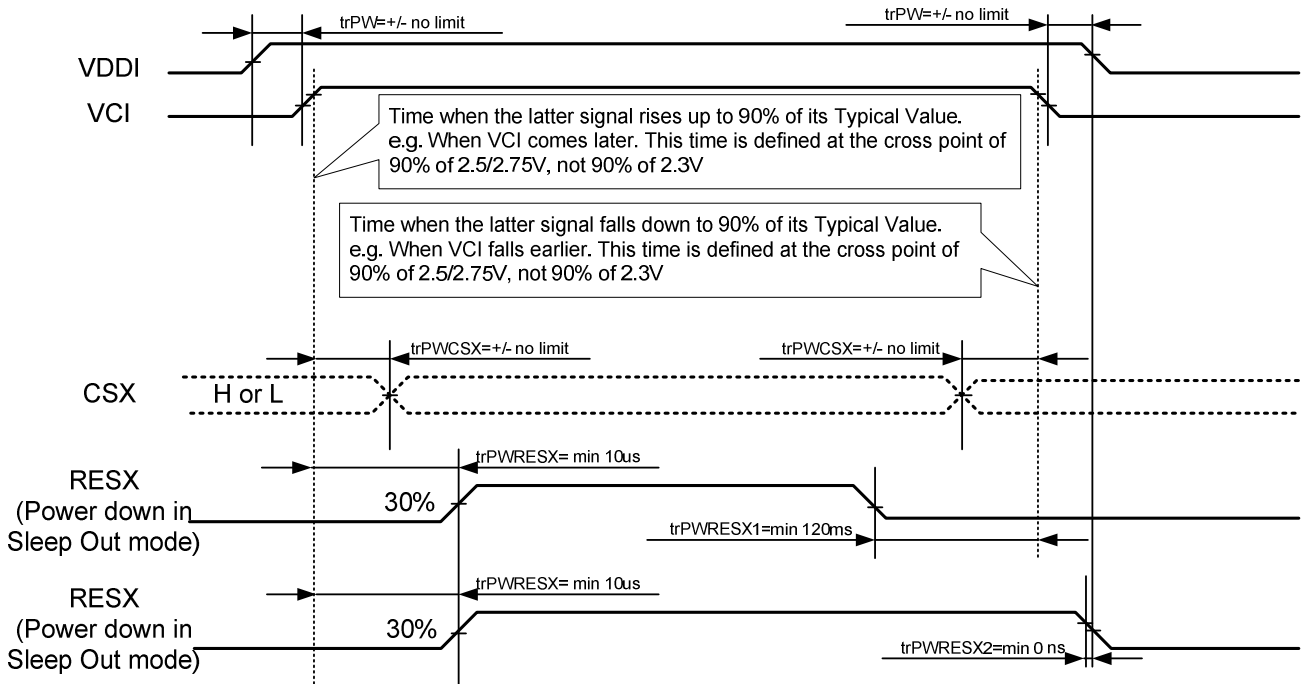 trPW=+/- no limit
trPW=+/- no limit
VDDI
VCI
Time when the latter signal rises up to 90% of its Typical Value.
e.g. When VCI comes later. This time is defined at the cross point of
90% of 2.5/2.75V, not 90% of 2.3V
Time when the latter signal falls down to 90% of its Typical Value.
e.g. When VCI falls earlier. This time is defined at the cross point of
90% of 2.5/2.75V, not 90% of 2.3V
trPWCSX=+/- no limit
trPWCSX=+/- no limit
CSX
H or L
trPWRESX= min 10us
RESX
(Power down in
Sleep Out mode)
30%
trPWRESX1=min 120ms
trPWRESX= min 10us
RESX
(Power down in
Sleep Out mode)
30%
trPWRESX2=min 0 ns